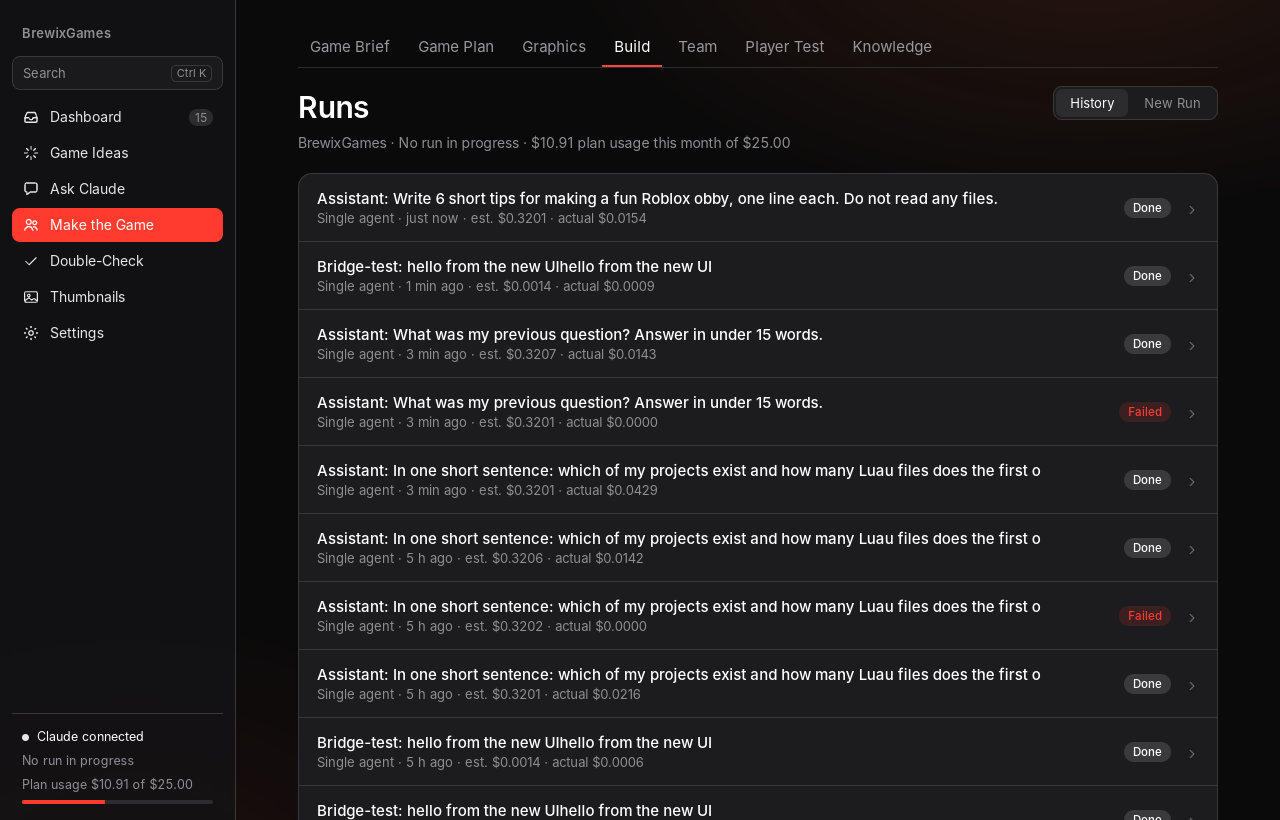 BrewixGames
Search
Ctrl K
Dashboard
15
Game Ideas
Ask Claude
Make the Game
Double-Check
Thumbnails
Settings
Claude connected
No run in progress
Plan usage $10.91 of $25.00
Game Brief
Game Plan
Graphics
Build
Team
Player Test
Knowledge
Runs
History
New Run
BrewixGames · No run in progress · $10.91 plan usage this month of $25.00
Assistant: Write 6 short tips for making a fun Roblox obby, one line each. Do not read any files.
Single agent · just now · est. $0.3201 · actual $0.0154
Done
Bridge-test: hello from the new UIhello from the new UI
Single agent · 1 min ago · est. $0.0014 · actual $0.0009
Done
Assistant: What was my previous question? Answer in under 15 words.
Single agent · 3 min ago · est. $0.3207 · actual $0.0143
Done
Assistant: What was my previous question? Answer in under 15 words.
Single agent · 3 min ago · est. $0.3201 · actual $0.0000
Failed
Assistant: In one short sentence: which of my projects exist and how many Luau files does the first o
Single agent · 3 min ago · est. $0.3201 · actual $0.0429
Done
Assistant: In one short sentence: which of my projects exist and how many Luau files does the first o
Single agent · 5 h ago · est. $0.3206 · actual $0.0142
Done
Assistant: In one short sentence: which of my projects exist and how many Luau files does the first o
Single agent · 5 h ago · est. $0.3202 · actual $0.0000
Failed
Assistant: In one short sentence: which of my projects exist and how many Luau files does the first o
Single agent · 5 h ago · est. $0.3201 · actual $0.0216
Done
Bridge-test: hello from the new UIhello from the new UI
Single agent · 5 h ago · est. $0.0014 · actual $0.0006
Done
Bridge-test: hello from the new UIhello from the new UI
Done